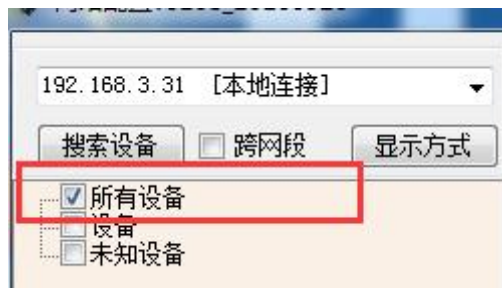 192.168.3.31 [本地连接]
搜索设备 跨网段 显示方式
所有设备
设备
未知设备